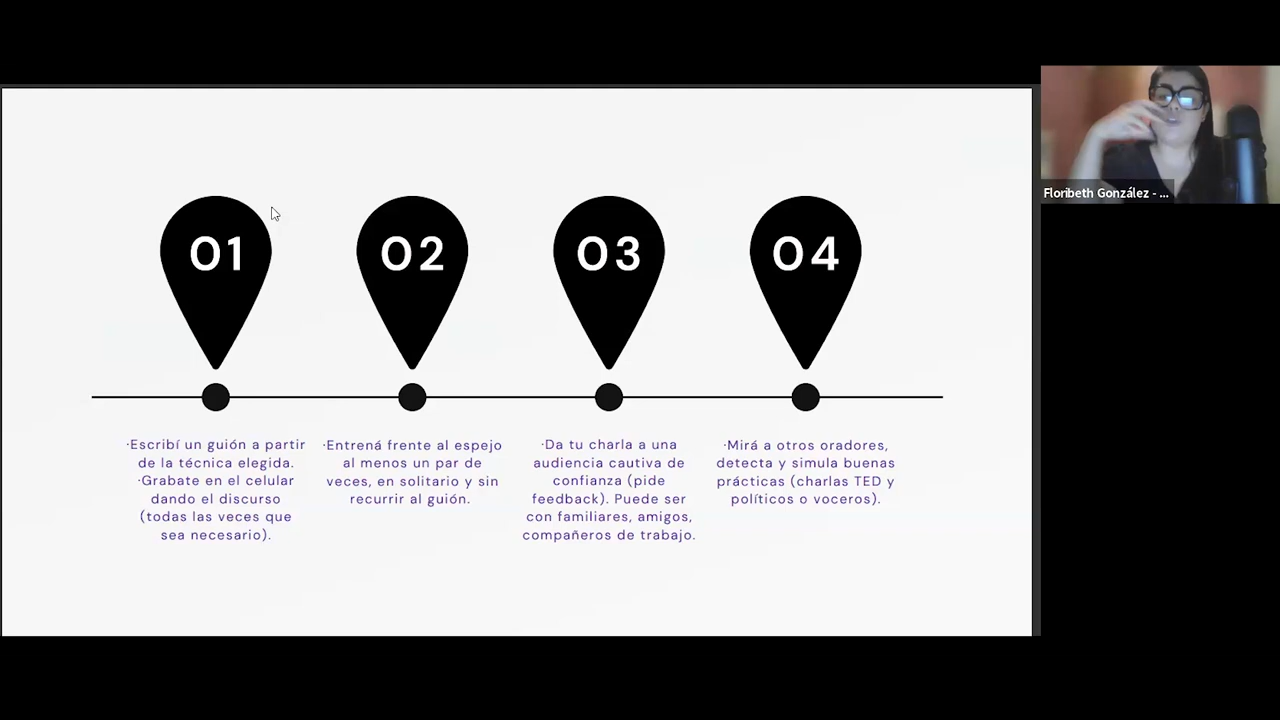 01
02
03
04
·Escribí un guión a partir
de la técnica elegida.
·Grabate en el celular
dando el discurso
(todas las veces que
sea necesario).
·Entrená frente al espejo
al menos un par de
veces, en solitario y sin
recurrir al guión.
·Da tu charla a una
audiencia cautiva de
confianza (pide
feedback). Puede ser
con familiares, amigos,
compañeros de trabajo.
·Mirá a otros oradores,
detecta y simula buenas
prácticas (charlas TED y
políticos o voceros).
Floribeth González - ...